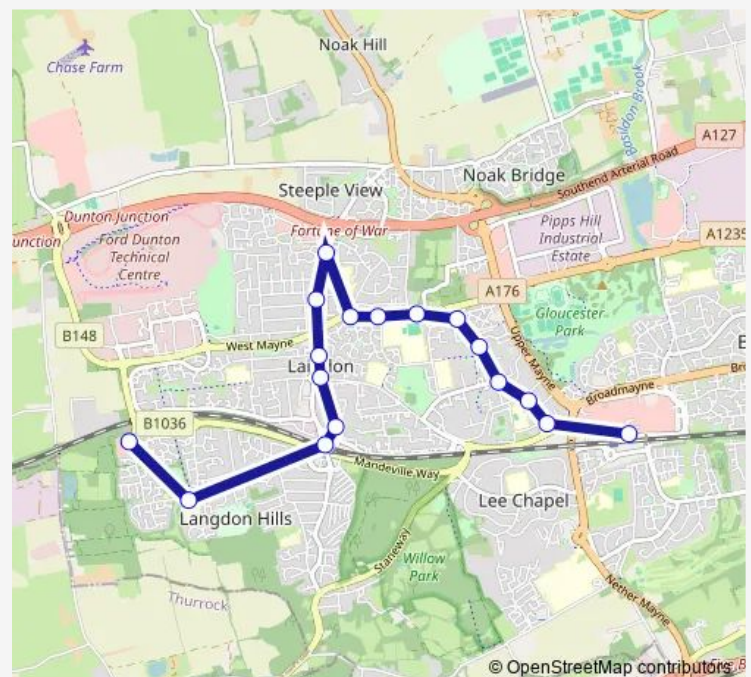 Noak Hill
Chase Farm
A127
Basildon Brook
Noak Bridge
Southend Arterial Road
Steeple View
Dunton Junction
Fortune of War
Pipps Hill
Industrial
Estate
unction
Ford Dunton
Technical
Centre
A1235
A176
Gloucester
Park
B148
West Mayne
Upper Mayne
Broadmayne
B1036
Mandeville Way
Lee Chapel
Langdon Hills
Staneway
Willow
Park
Thurrock
Nether Mayne
© OpenStreetMap contributors